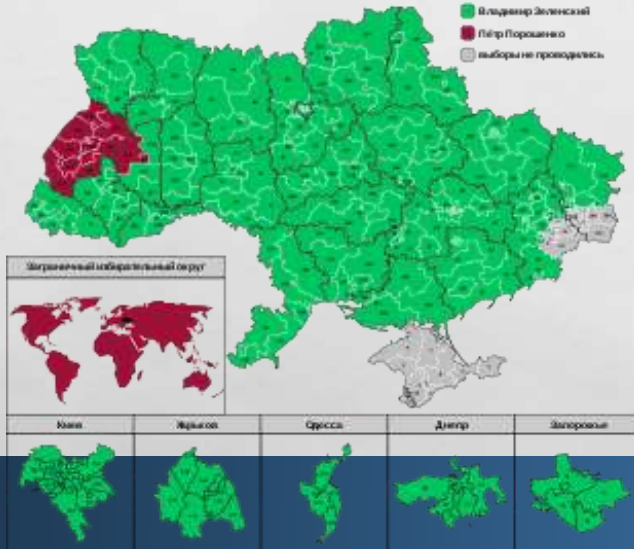 Владимир Зеленский
Пётр Порошенко
выборы не проводились
Заграничный избирательный округ
Киев
Харьков
Одесса
Днепр
Запорожье